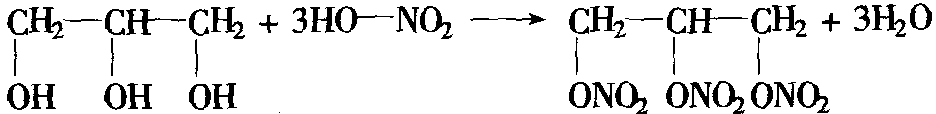 CH₂—CH—CH₂ + 3HO—NO₂ ⟶ CH₂—CH—CH₂ + 3H₂O
OH OH OH ONO₂ ONO₂ ONO₂